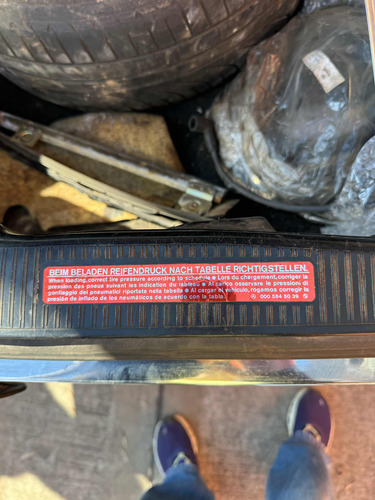 BEIM BELADEN REIFENDRUCK NACH TABELLE RICHTIGSTELLEN.
When loading, correct tire pressure according to schedule ● Lors du chargement, corriger la
pression des pneus suivant les indication du tableau ● Al carico osservare le pressioni di
gonfiaggio dei pneumatici riportate nella tabella ● Al cargar el vehiculo, rogamos corregir la
presión de inflado de los neumáticos de acuerdo con la tabla 000 584 50 39